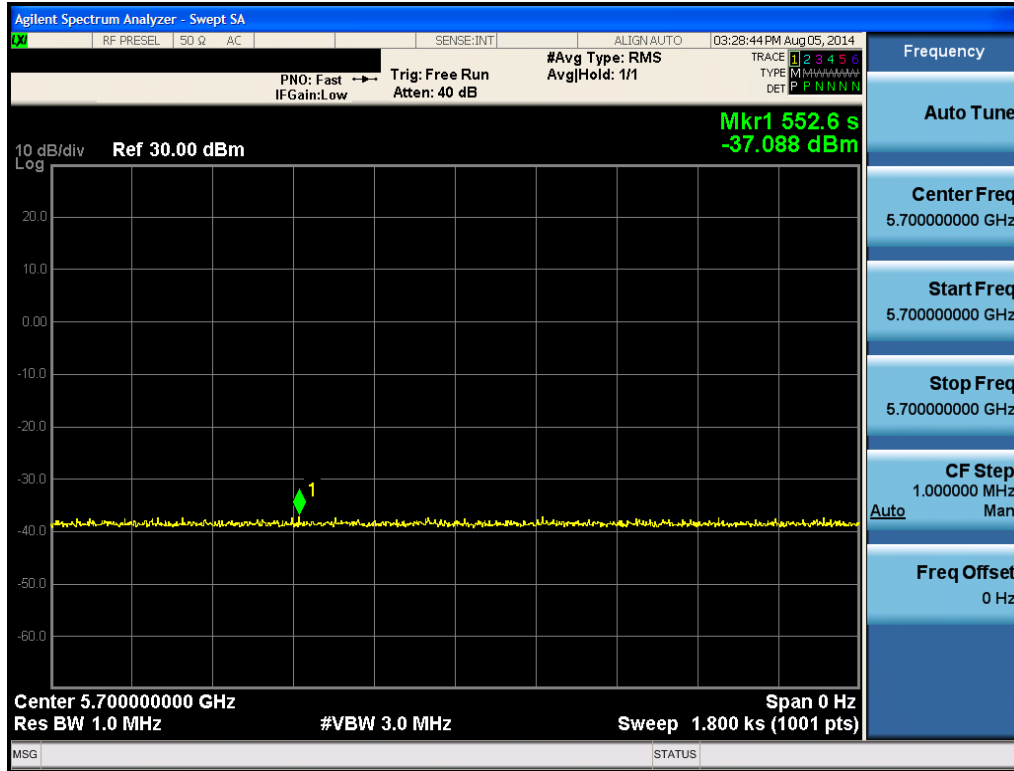 Agilent Spectrum Analyzer - Swept SA
LXI RF PRESEL 50 Ω AC SENSE:INT ALIGN AUTO 03:28:44 PM Aug 05, 2014
Frequency
#Avg Type: RMS TRACE 1 2 3 4 5 6
PNO: Fast Trig: Free Run Avg|Hold: 1/1 TYPE M M W W W W
IFGain:Low Atten: 40 dB DET P P N N N N
Auto Tune
Mkr1 552.6 s
10 dB/div Ref 30.00 dBm -37.088 dBm
Log
20.0
10.0
0.00
-10.0
-20.0
-30.0
-40.0
-50.0
-60.0
1
Center Freq
5.700000000 GHz
Start Freq
5.700000000 GHz
Stop Freq
5.700000000 GHz
CF Step
1.000000 MHz
Auto Man
Freq Offset
0 Hz
Center 5.700000000 GHz Span 0 Hz
Res BW 1.0 MHz #VBW 3.0 MHz Sweep 1.800 ks (1001 pts)
MSG STATUS